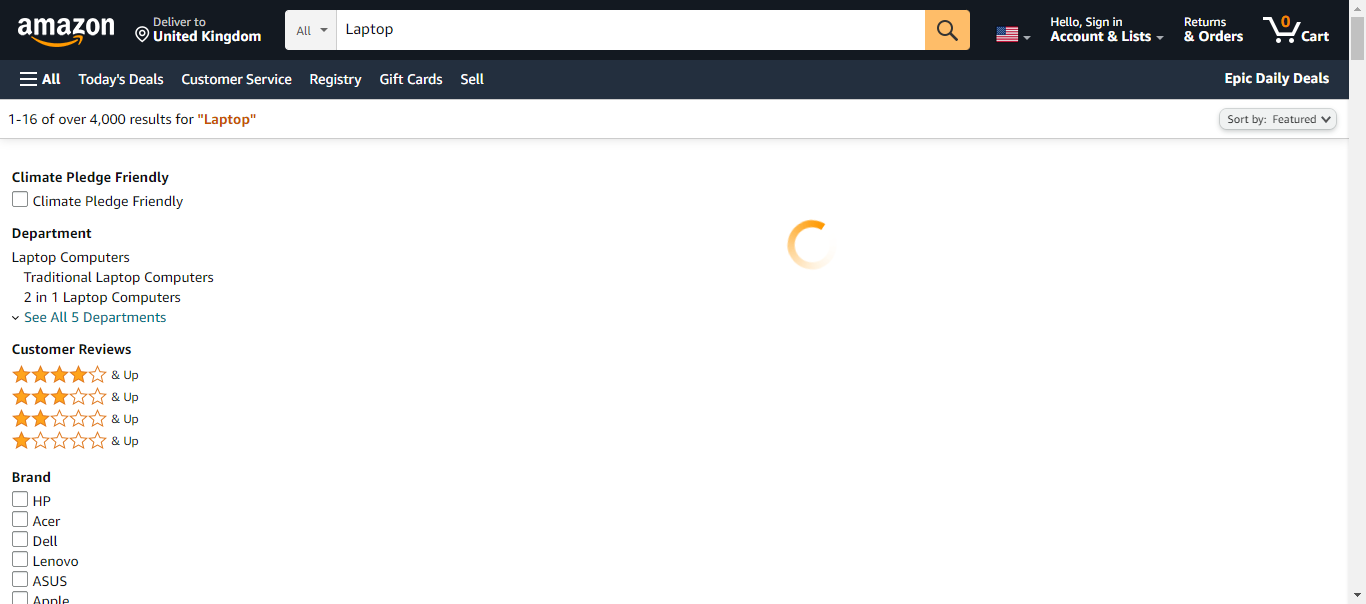 amazon
Deliver to
United Kingdom
All
Laptop
Hello, Sign in
Account & Lists
Returns
& Orders
0
Cart
All
Today's Deals
Customer Service
Registry
Gift Cards
Sell
Epic Daily Deals
1-16 of over 4,000 results for "Laptop"
Sort by: Featured
Climate Pledge Friendly
Climate Pledge Friendly
Department
Laptop Computers
Traditional Laptop Computers
2 in 1 Laptop Computers
See All 5 Departments
Customer Reviews
& Up
& Up
& Up
& Up
Brand
HP
Acer
Dell
Lenovo
ASUS
Apple